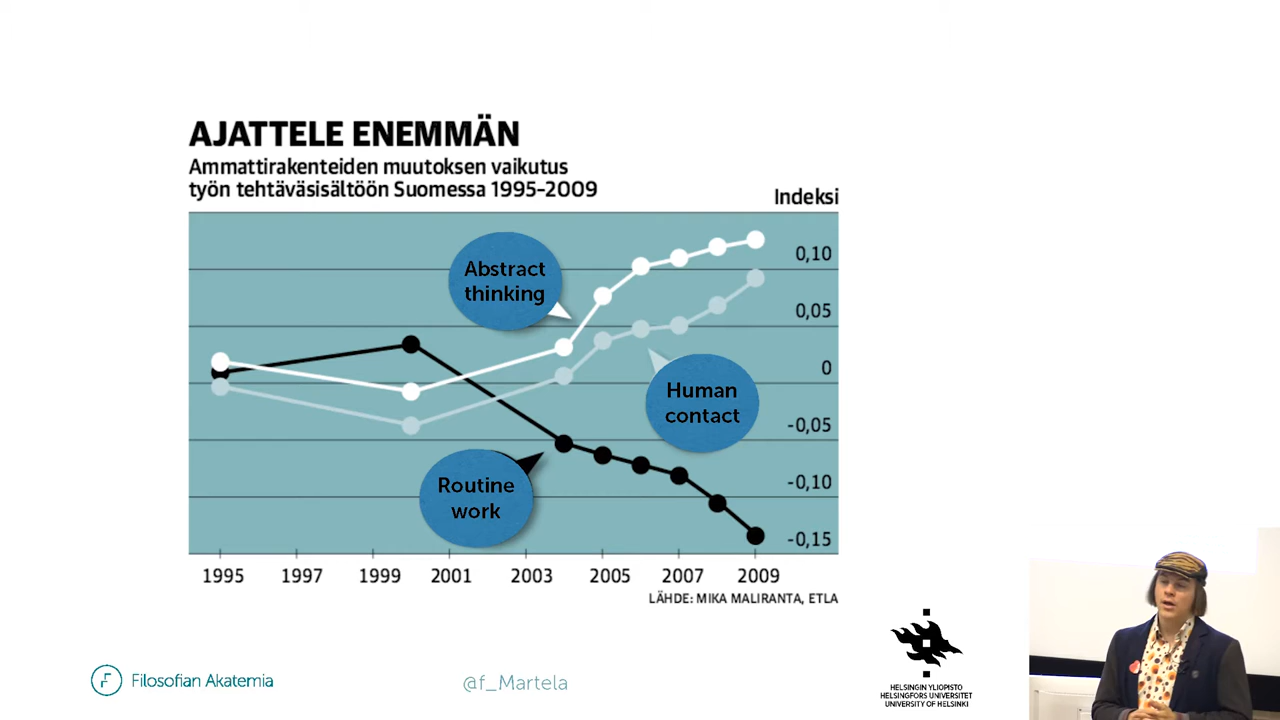 AJATTELE ENEMMÄN
Ammattirakenteiden muutoksen vaikutus
työn tehtäväsisältöön Suomessa 1995–2009
Indeksi
Abstract
thinking
0,10
0,05
0
Human
contact
-0,05
Routine
work
-0,10
-0,15
1995 1997 1999 2001 2003 2005 2007 2009
LÄHDE: MIKA MALIRANTA, ETLA
Filosofian Akatemia
@f_Martela
HELSINGIN YLIOPISTO
HELSINGFORS UNIVERSITET
UNIVERSITY OF HELSINKI